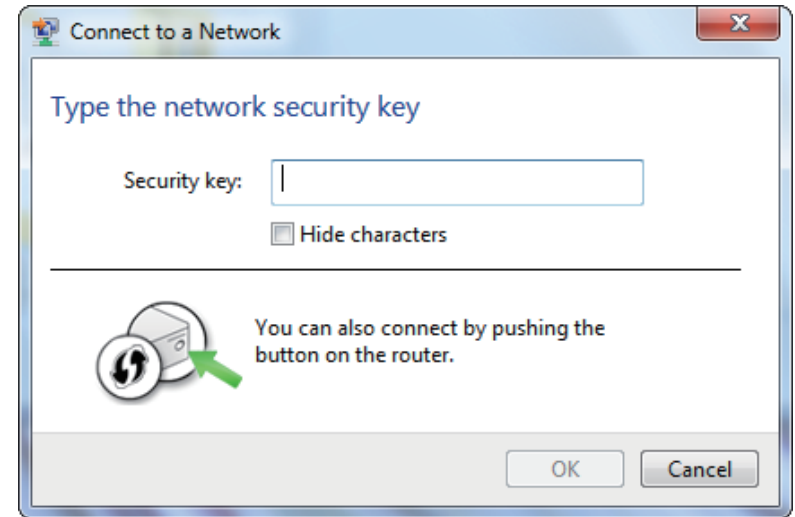 Connect to a Network
Type the network security key
Security key:
Hide characters
You can also connect by pushing the
button on the router.
OK
Cancel